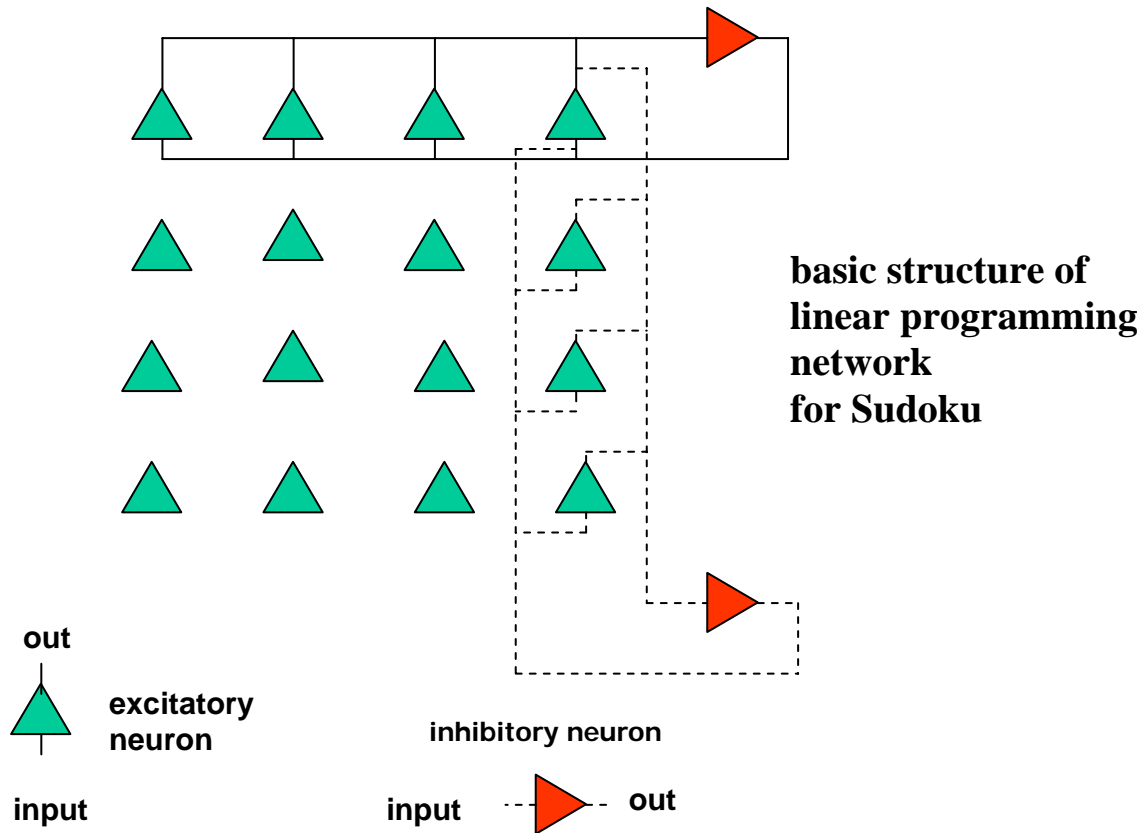 basic structure of
linear programming
network
for Sudoku
out
excitatory
neuron
input
inhibitory neuron
input
out